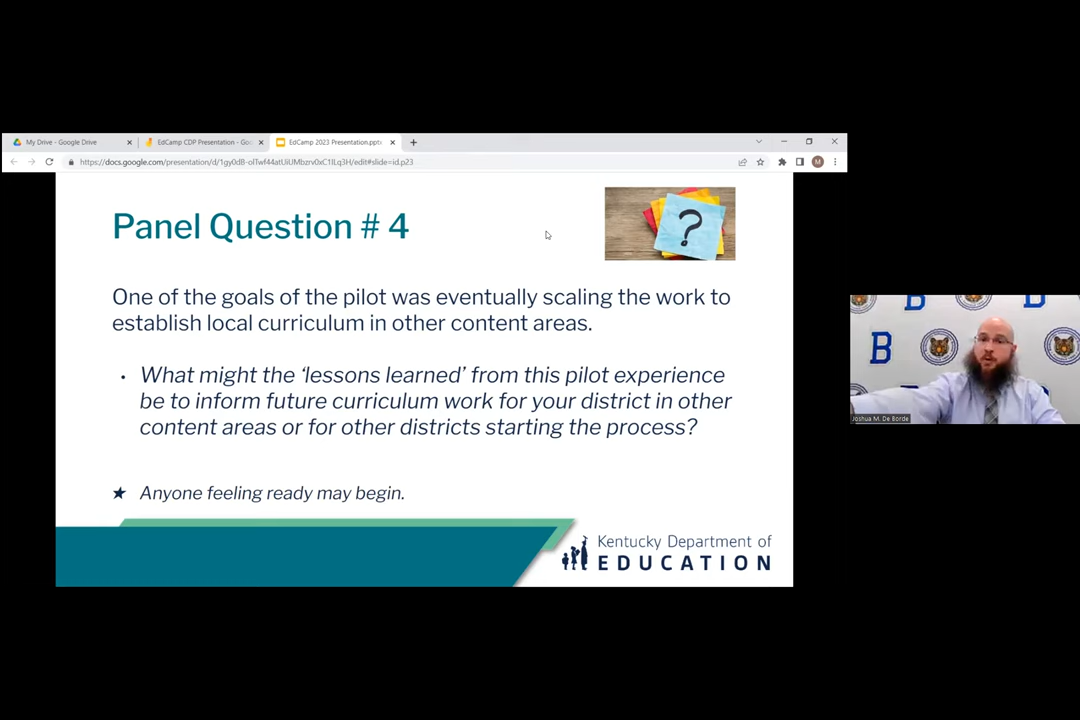 My Drive - Google Drive
EdCamp CDP Presentation - Goo
EdCamp 2023 Presentation.pptx
M
Panel Question # 4
?
One of the goals of the pilot was eventually scaling the work to
establish local curriculum in other content areas.
What might the ‘lessons learned’ from this pilot experience
be to inform future curriculum work for your district in other
content areas or for other districts starting the process?
★ Anyone feeling ready may begin.
Kentucky Department of
EDUCATION
B
B
B
Joshua M. De Borde